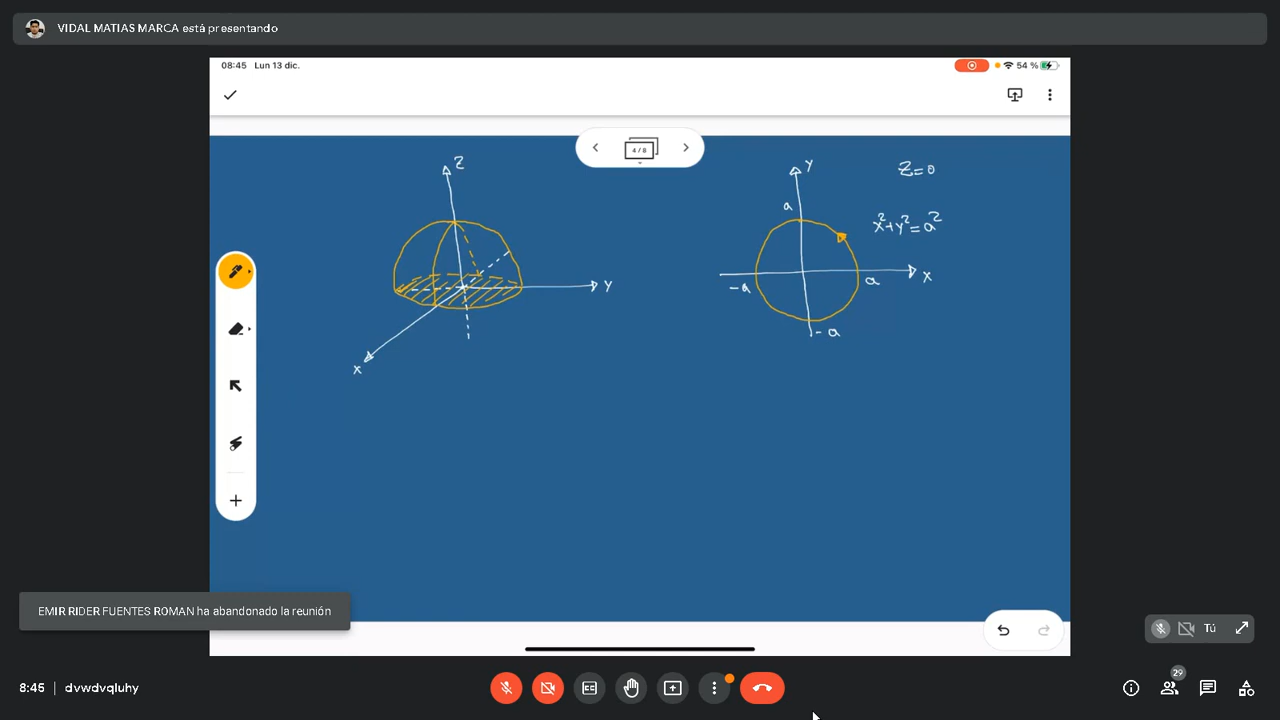 VIDAL MATIAS MARCA está presentando
08:45 Lun 13 dic.
54 %
4/8
Z
Y
x
Y
a
-a
a
x
-a
Z=0
x²+y²=a²
EMIR RIDER FUENTES ROMAN ha abandonado la reunión
Tú
8:46 | dvwdvqluhy
29